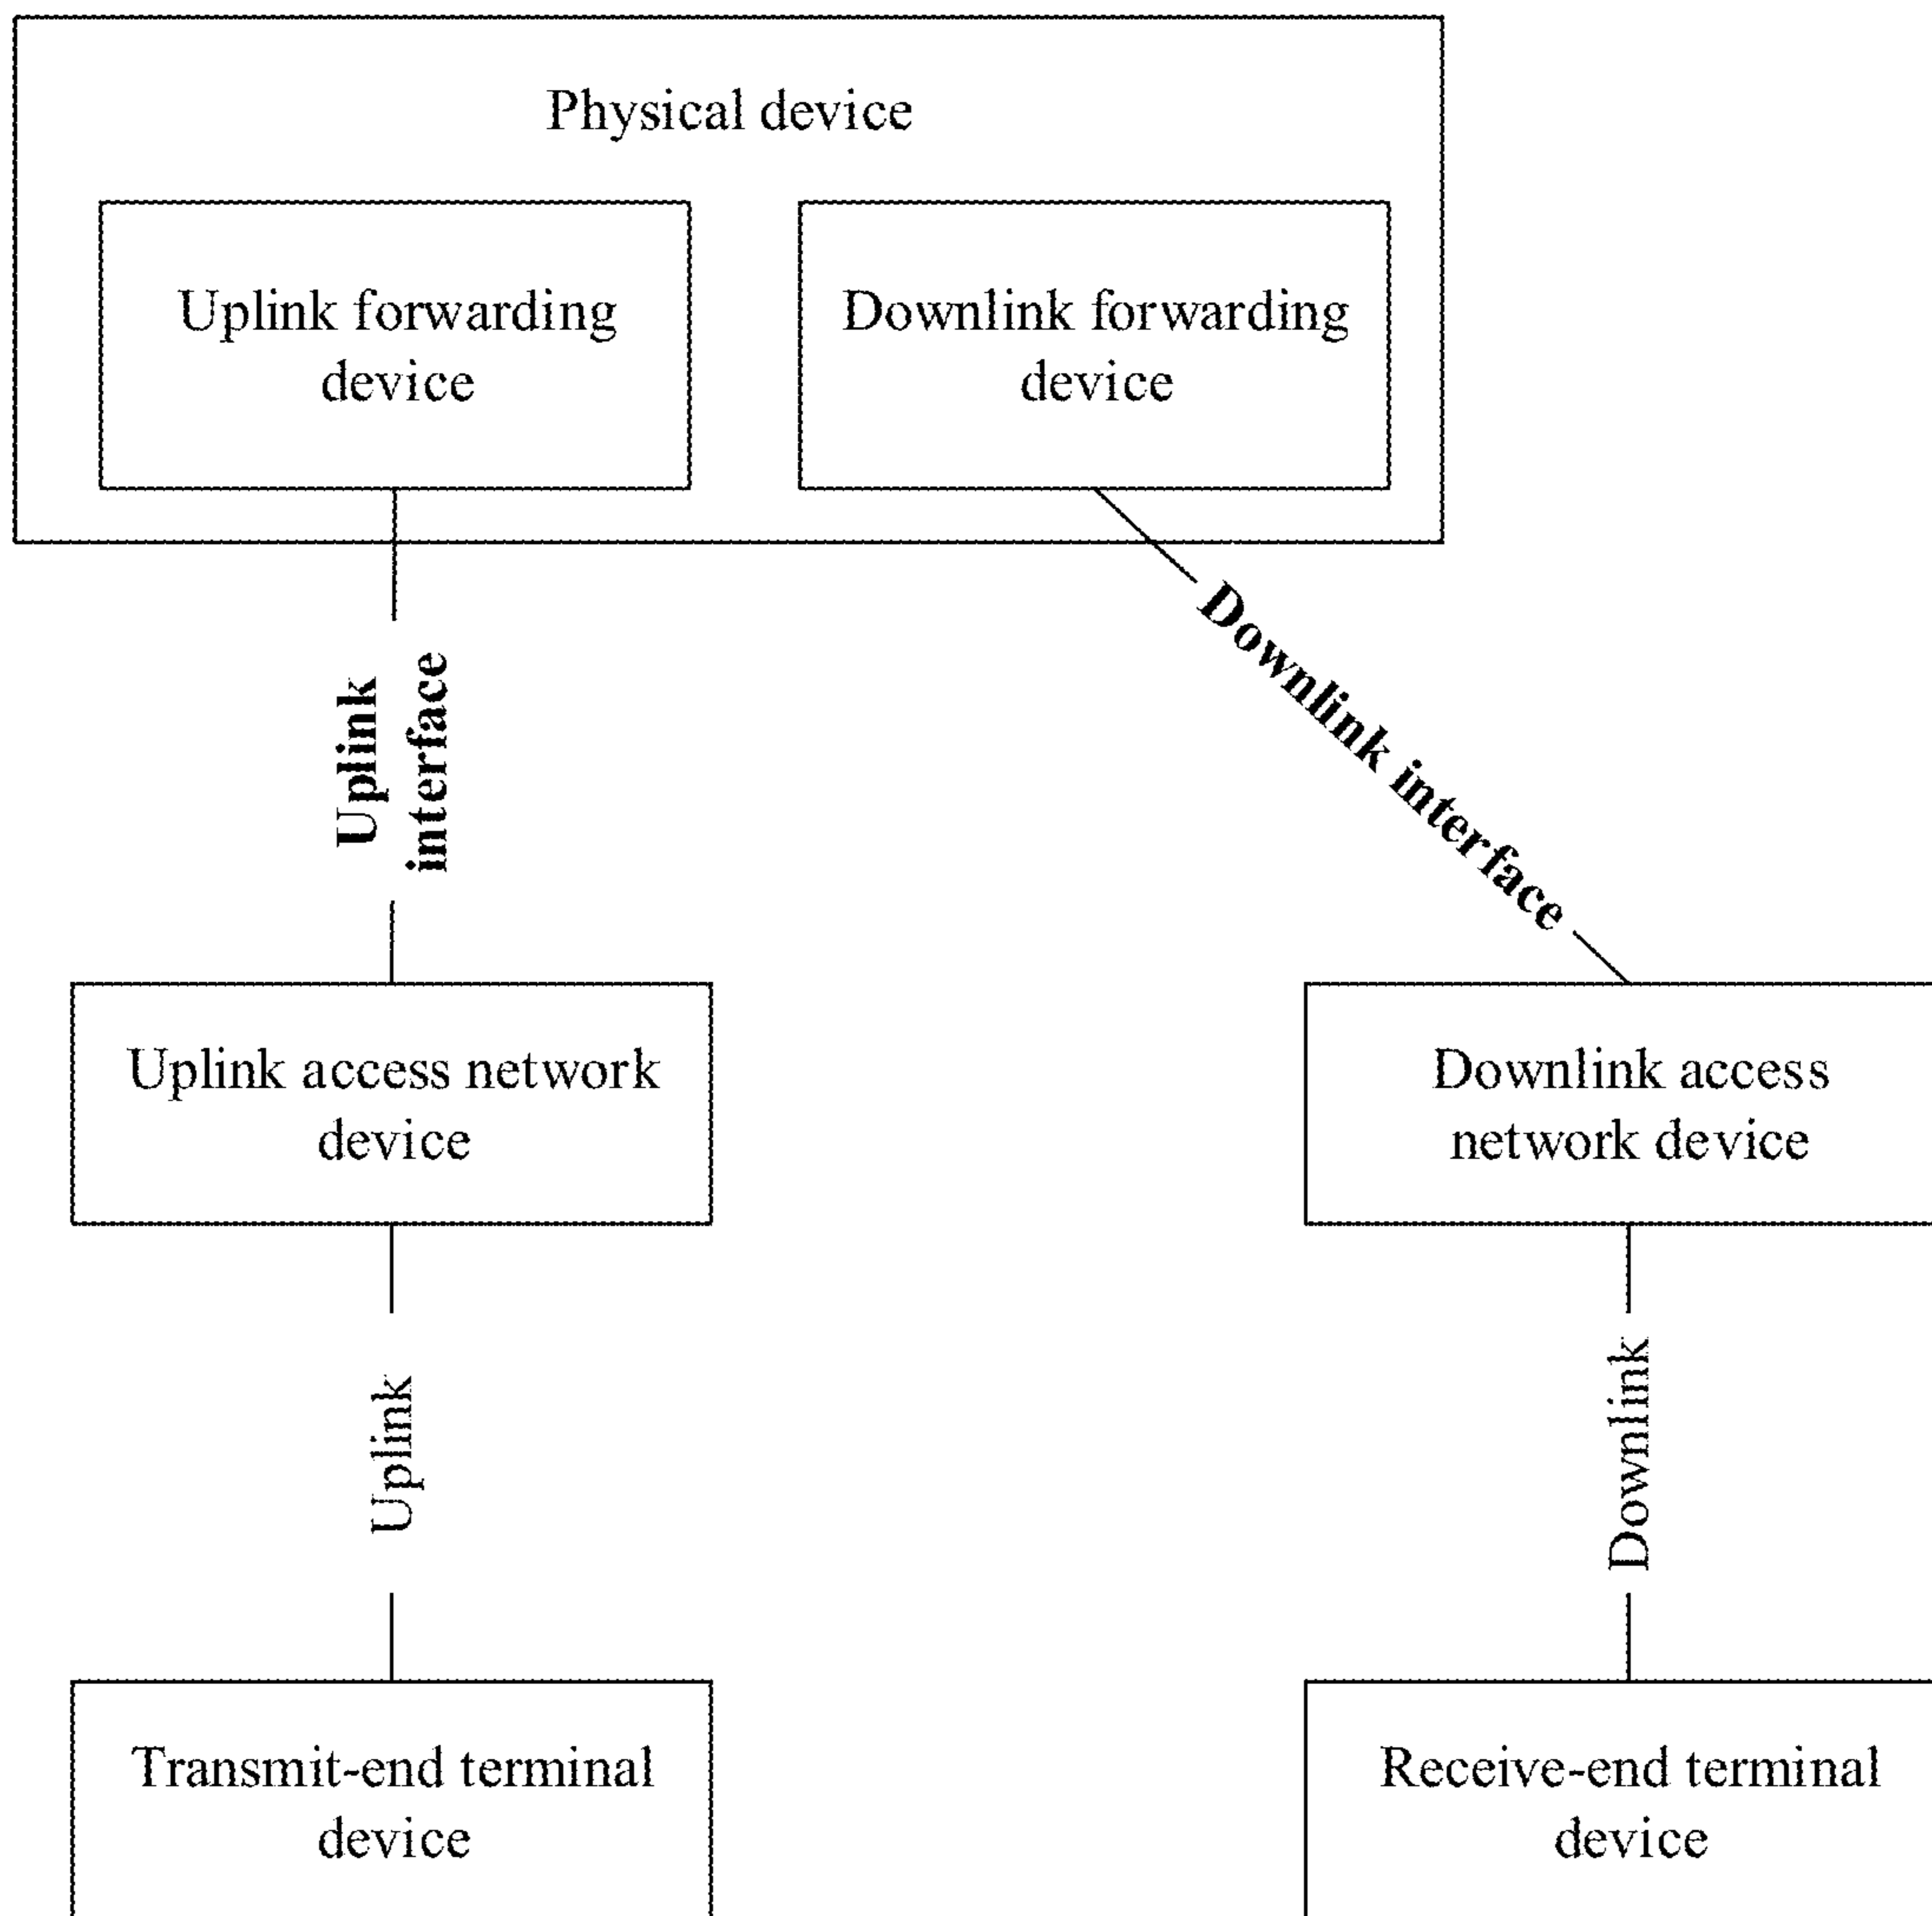 Physical device
Uplink forwarding
device
Downlink forwarding
device
Uplink
interface
Downlink interface
Uplink access network
device
Downlink access
network device
Uplink
Downlink
Transmit-end terminal
device
Receive-end terminal
device